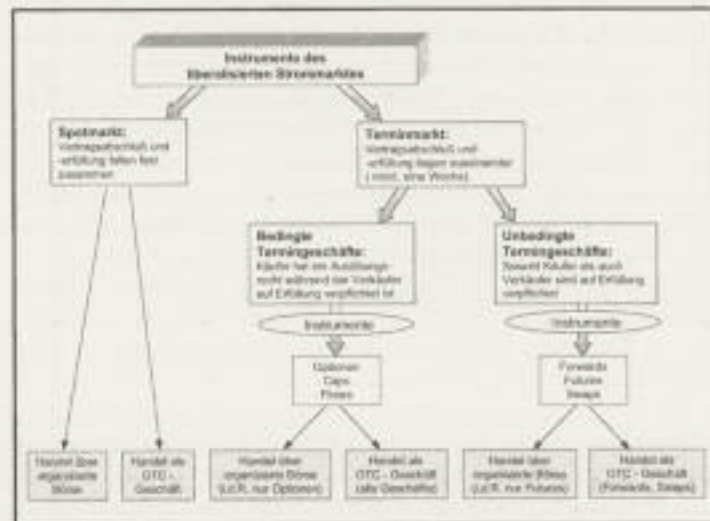 Instrumente des
liberalisierten Strommarktes
Spotmarkt:
Vertragsabschluß und
-erfüllung fallen fast
zusammen
Terminmarkt:
Vertragsabschluß und
-erfüllung liegen auseinander
( mind. eine Woche)
Bedingte
Termingeschäfte:
Käufer hat ein Ausübungs-
recht während der Verkäufer
auf Erfüllung verpflichtet ist
Unbedingte
Termingeschäfte:
Sowohl Käufer als auch
Verkäufer sind auf Erfüllung
verpflichtet
Instrumente
Instrumente
Optionen
Caps
Floors
Forwards
Futures
Swaps
Handel über
organisierte
Börse
Handel als
OTC -
Geschäft
Handel über
organisierte Börse
(i.d.R. nur Optionen)
Handel als
OTC - Geschäft
(alle Geschäfte)
Handel über
organisierte Börse
(i.d.R. nur Futures)
Handel als
OTC - Geschäft
(Forwards, Swaps)